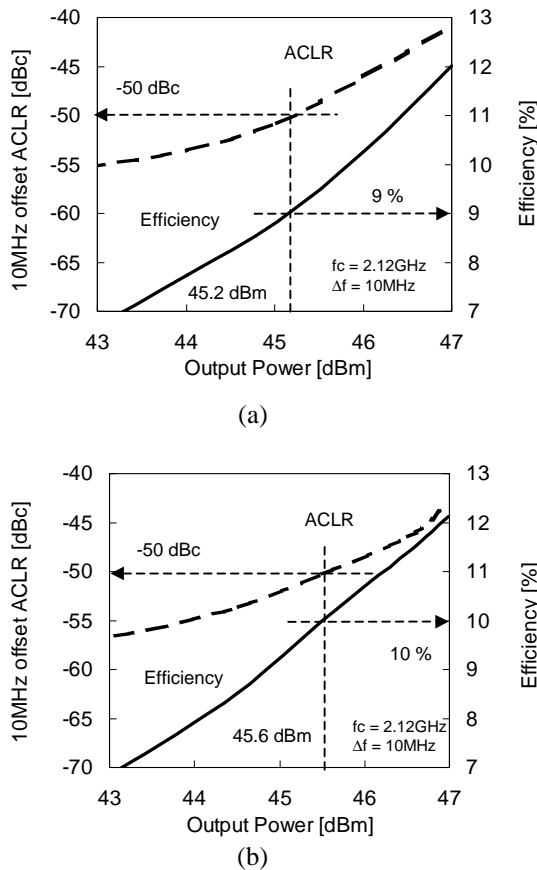 -40
-45
-50
-55
-60
-65
-70
10MHz offset ACLR [dBc]
13
12
11
10
9
8
7
Efficiency [%]
ACLR
-50 dBc
9 %
Efficiency
45.2 dBm
fc = 2.12GHz
Δf = 10MHz
43 44 45 46 47
Output Power [dBm]
(a)
-40
-45
-50
-55
-60
-65
-70
10MHz offset ACLR [dBc]
13
12
11
10
9
8
7
Efficiency [%]
ACLR
-50 dBc
10 %
Efficiency
45.6 dBm
fc = 2.12GHz
Δf = 10MHz
43 44 45 46 47
Output Power [dBm]
(b)